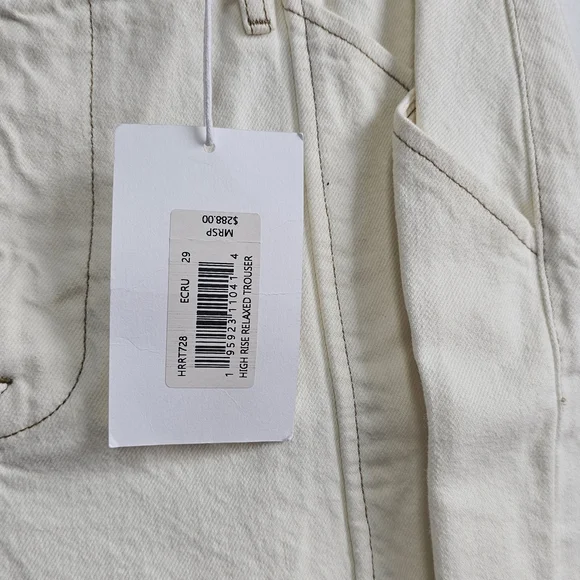 MRSP
$288.00
HRRT728 ECRU 29
1 95923 11041 4
HIGH RISE RELAXED TROUSER